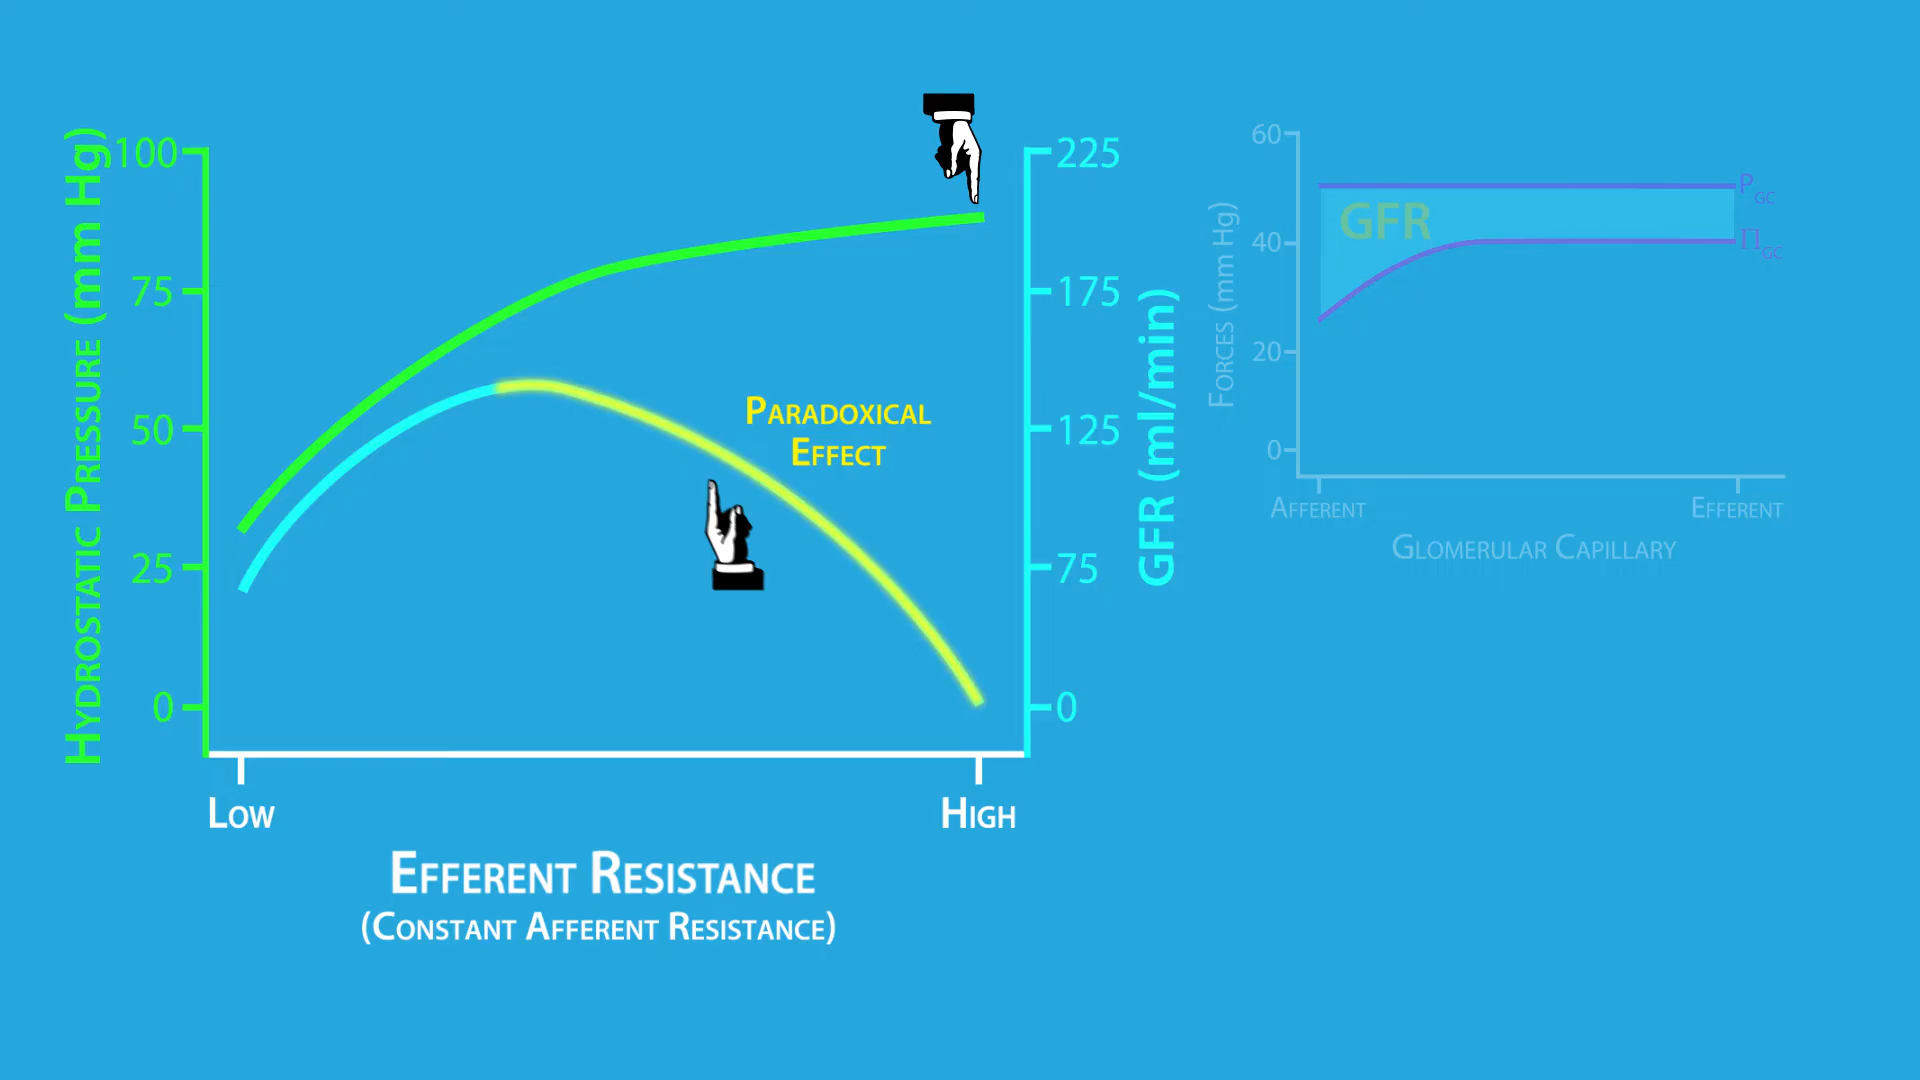 Hydrostatic Pressure (mm Hg)
100
75
50
25
0
Paradoxical
Effect
225
175
125
75
0
GFR (ml/min)
Low
High
Efferent Resistance
(Constant Afferent Resistance)
Forces (mm Hg)
60
40
20
0
GFR
PGC
ΠGC
Afferent
Efferent
Glomerular Capillary